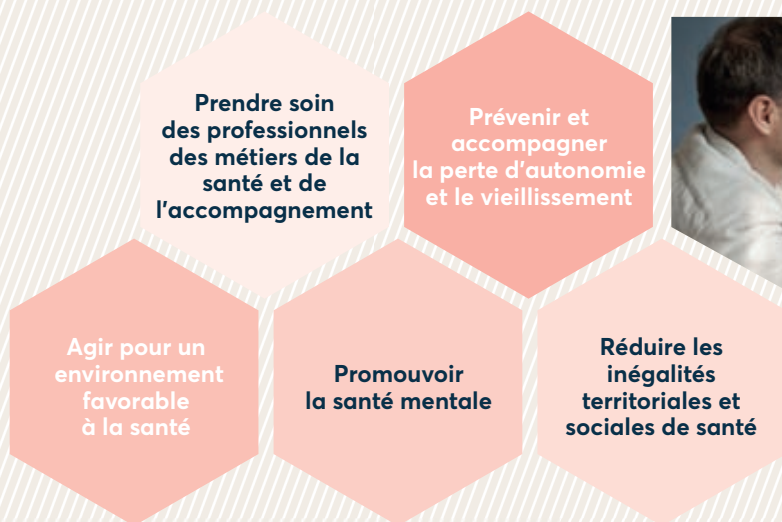 Prendre soin
des professionnels
des métiers de la
santé et de
l'accompagnement
Prévenir et
accompagner
la perte d'autonomie
et le vieillissement
Agir pour un
environnement
favorable
à la santé
Promouvoir
la santé mentale
Réduire les
inégalités
territoriales et
sociales de santé